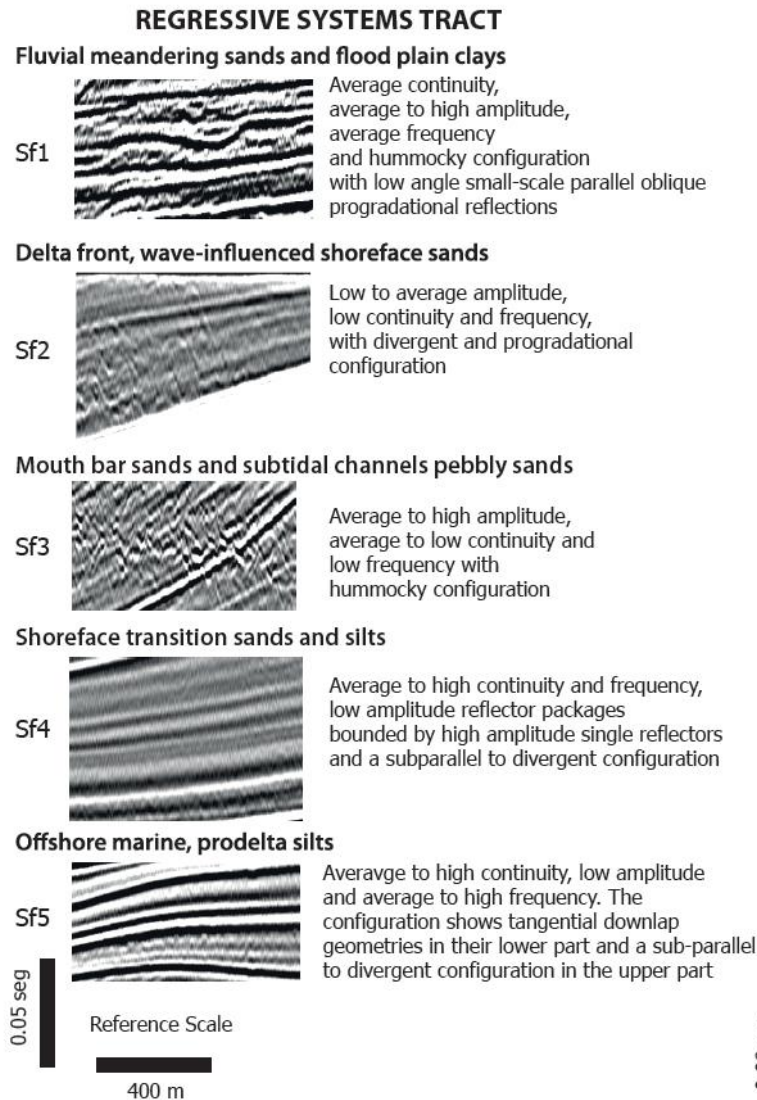 REGRESSIVE SYSTEMS TRACT
Fluvial meandering sands and flood plain clays
Sf1
Average continuity,
average to high amplitude,
average frequency
and hummocky configuration
with low angle small-scale parallel oblique
progradational reflections
Delta front, wave-influenced shoreface sands
Sf2
Low to average amplitude,
low continuity and frequency,
with divergent and progradational
configuration
Mouth bar sands and subtidal channels pebbly sands
Sf3
Average to high amplitude,
average to low continuity and
low frequency with
hummocky configuration
Shoreface transition sands and silts
Sf4
Average to high continuity and frequency,
low amplitude reflector packages
bounded by high amplitude single reflectors
and a subparallel to divergent configuration
Offshore marine, prodelta silts
Sf5
Averavge to high continuity, low amplitude
and average to high frequency. The
configuration shows tangential downlap
geometries in their lower part and a sub-parallel
to divergent configuration in the upper part
0.05 seg
Reference Scale
400 m